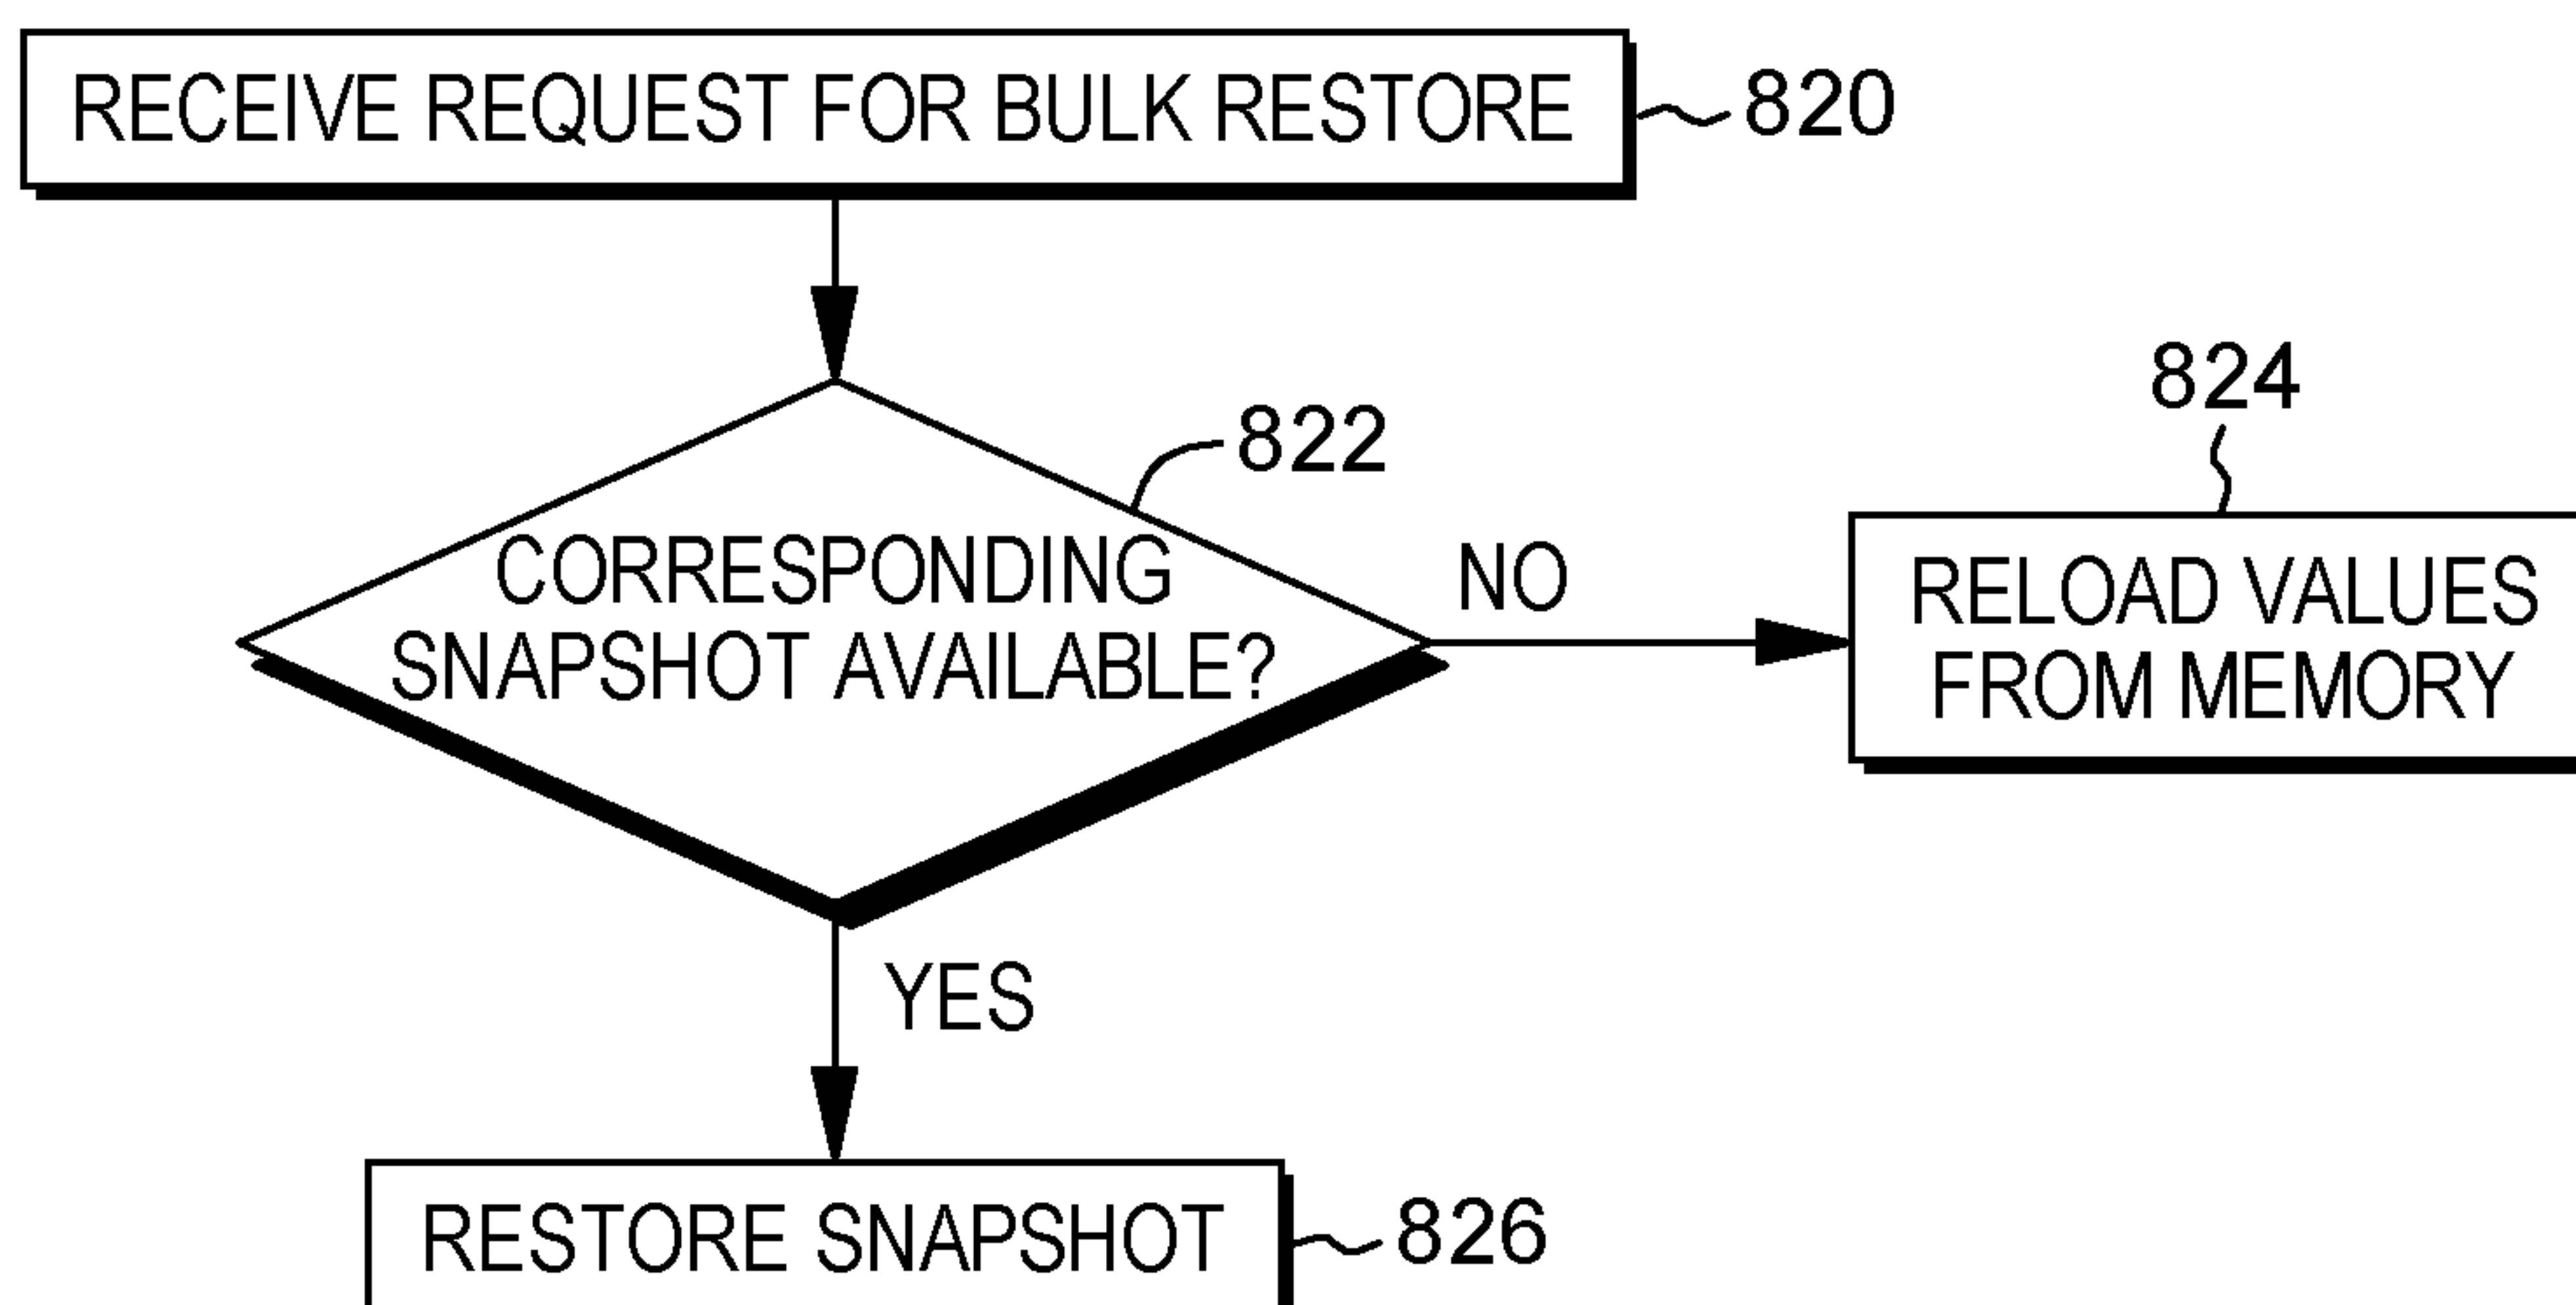 RECEIVE REQUEST FOR BULK RESTORE
820
822
CORRESPONDING
SNAPSHOT AVAILABLE?
NO
824
RELOAD VALUES
FROM MEMORY
YES
RESTORE SNAPSHOT
826